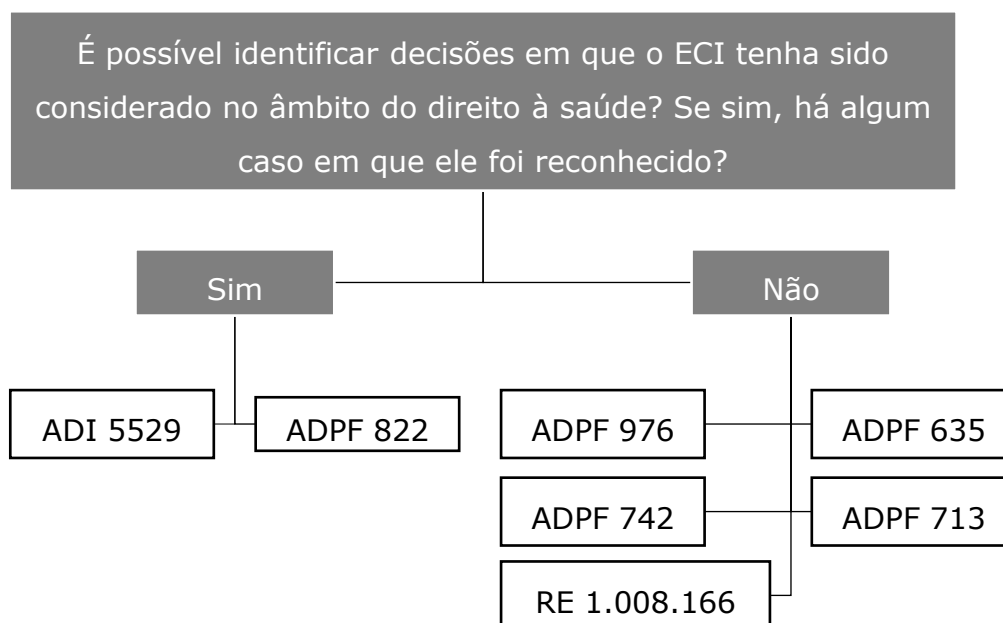 É possível identificar decisões em que o ECI tenha sido
considerado no âmbito do direito à saúde? Se sim, há algum
caso em que ele foi reconhecido?
Sim
Não
ADI 5529
ADPF 822
ADPF 976
ADPF 635
ADPF 742
ADPF 713
RE 1.008.166